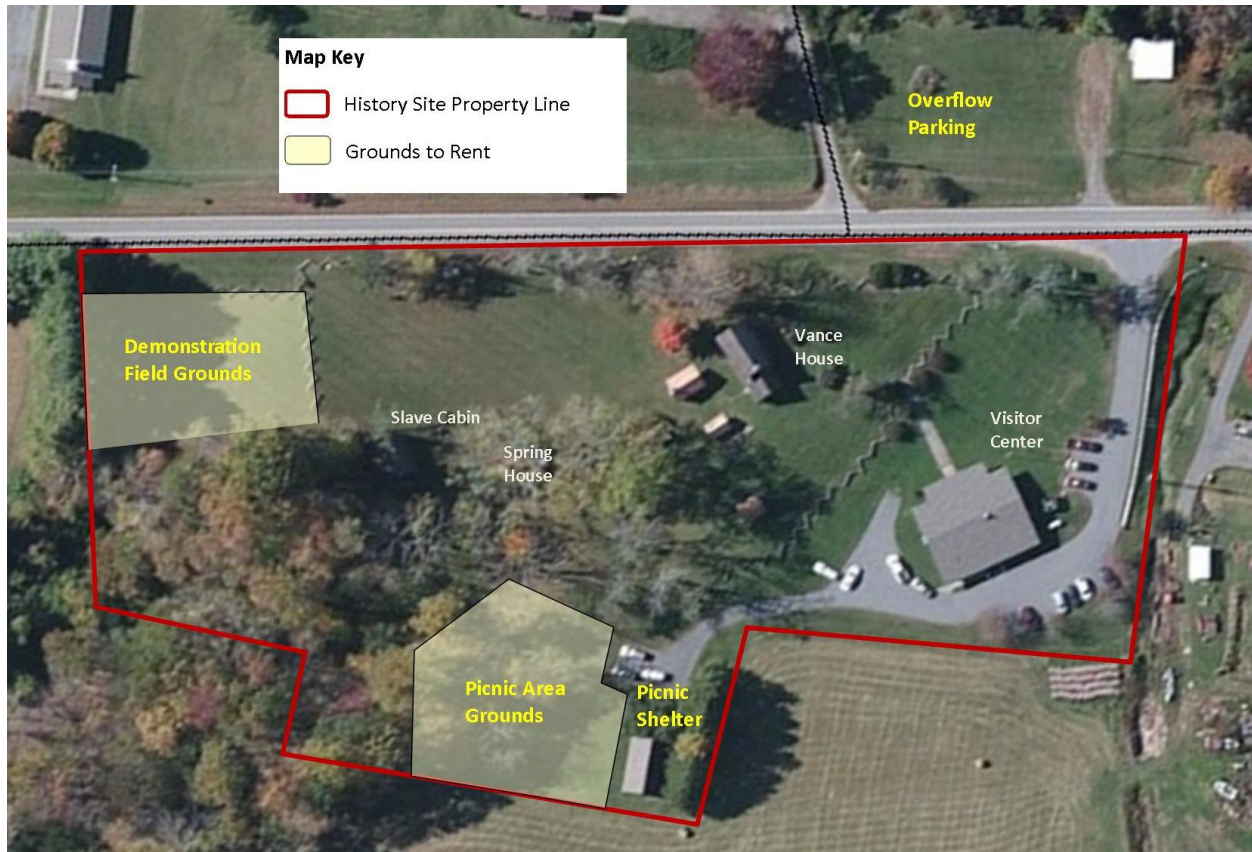 Map Key
History Site Property Line
Grounds to Rent
Overflow
Parking
Demonstration
Field Grounds
Vance
House
Slave Cabin
Visitor
Center
Spring
House
Picnic Area
Grounds
Picnic
Shelter